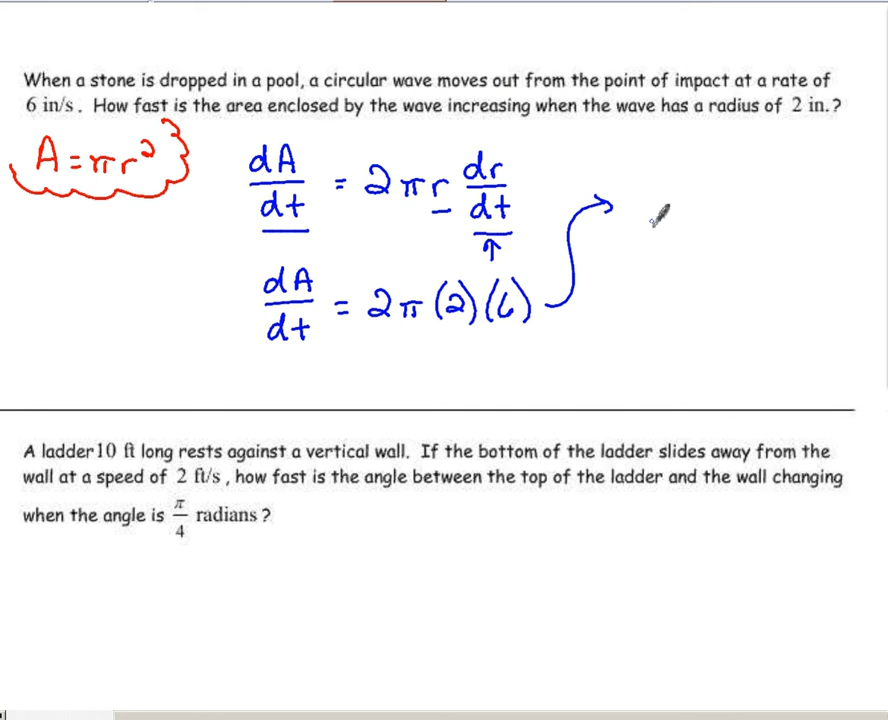 When a stone is dropped in a pool, a circular wave moves out from the point of impact at a rate of
6 in/s. How fast is the area enclosed by the wave increasing when the wave has a radius of 2 in.?
A = πr²
dA/dt = 2πr dr/dt
↑
dA/dt = 2π(2)(6)
A ladder 10 ft long rests against a vertical wall. If the bottom of the ladder slides away from the
wall at a speed of 2 ft/s, how fast is the angle between the top of the ladder and the wall changing
when the angle is π/4 radians?